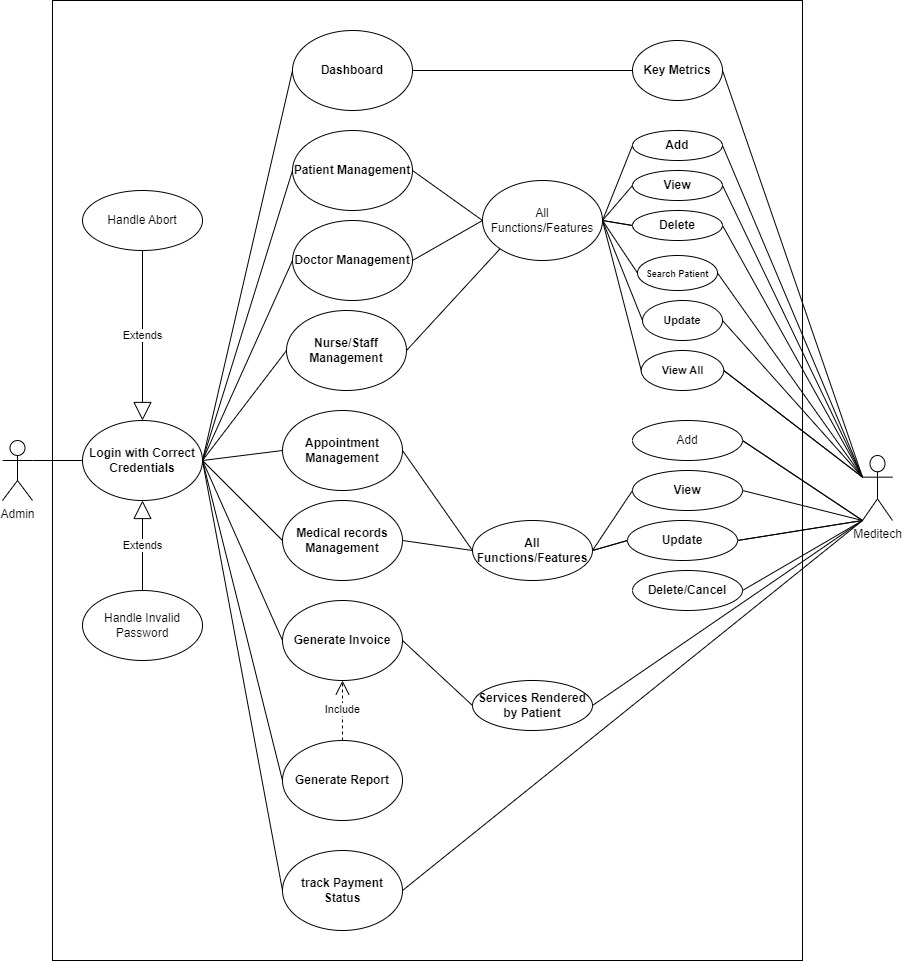 Dashboard
Key Metrics
Patient Management
Add
View
Delete
Search Patient
Update
View All
All
Functions/Features
Handle Abort
Doctor Management
Extends
Nurse/Staff
Management
Login with Correct
Credentials
Admin
Appointment
Management
Add
View
Update
Delete/Cancel
Meditech
Medical records
Management
All
Functions/Features
Extends
Handle Invalid
Password
Generate Invoice
Services Rendered
by Patient
Include
Generate Report
track Payment
Status